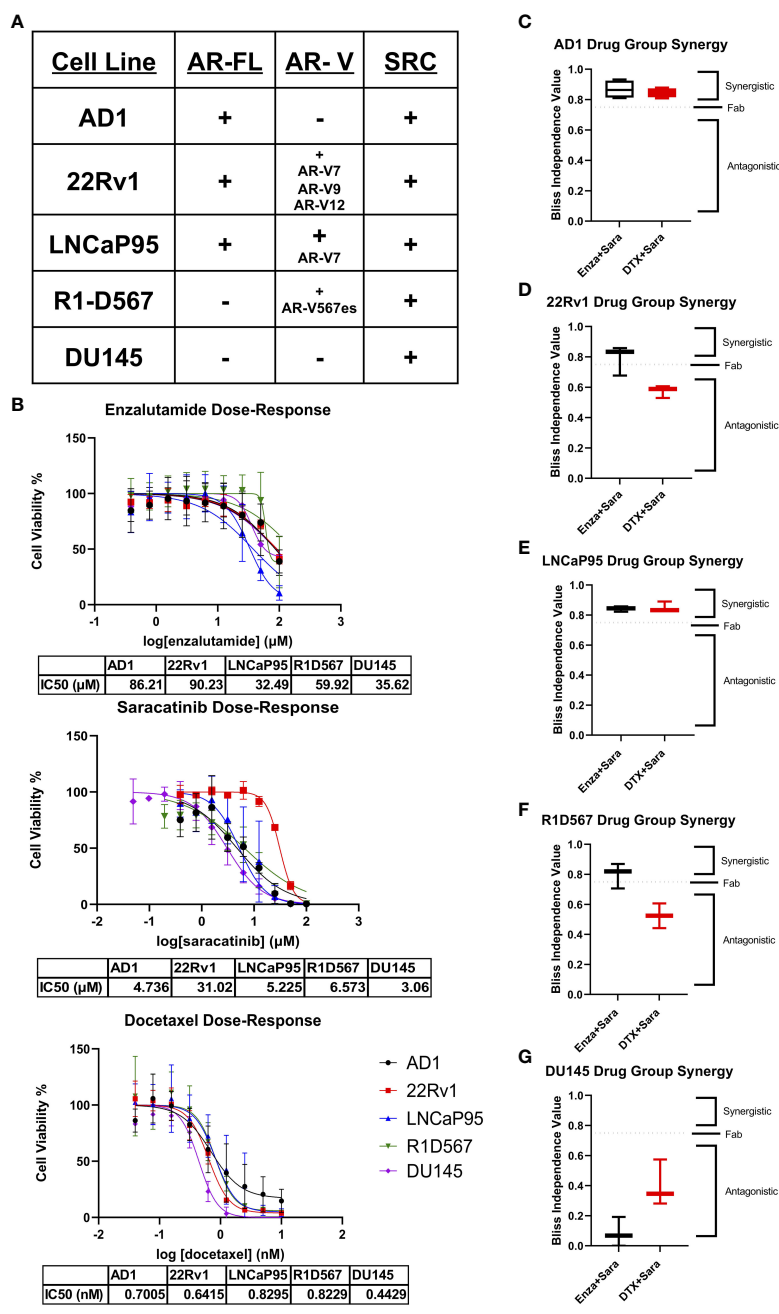 A
Cell Line AR-FL AR- V SRC
AD1 + - +
22Rv1 + + AR-V7 AR-V9 AR-V12 +
LNCaP95 + + AR-V7 +
R1-D567 - + AR-V567es +
DU145 - - +
B
Enzalutamide Dose-Response
Cell Viability %
150
100
50
0
-1 0 1 2 3
log[enzalutamide] (µM)
AD1 22Rv1 LNCaP95 R1D567 DU145
IC50 (µM) 86.21 90.23 32.49 59.92 35.62
Saracatinib Dose-Response
Cell Viability %
150
100
50
0
-2 -1 0 1 2 3
log[saracatinib] (µM)
AD1 22Rv1 LNCaP95 R1D567 DU145
IC50 (µM) 4.736 31.02 5.225 6.573 3.06
Docetaxel Dose-Response
Cell Viability %
150
100
50
0
-2 -1 0 1 2
log [docetaxel] (nM)
AD1
22Rv1
LNCaP95
R1D567
DU145
AD1 22Rv1 LNCaP95 R1D567 DU145
IC50 (nM) 0.7005 0.6415 0.8295 0.8229 0.4429
C
AD1 Drug Group Synergy
Bliss Independence Value
1.0
0.8
0.6
0.4
0.2
0.0
Enza+Sara
DTX+Sara
Synergistic
Fab
Antagonistic
D
22Rv1 Drug Group Synergy
Bliss Independence Value
1.0
0.8
0.6
0.4
0.2
0.0
Enza+Sara
DTX+Sara
Synergistic
Fab
Antagonistic
E
LNCaP95 Drug Group Synergy
Bliss Independence Value
1.0
0.8
0.6
0.4
0.2
0.0
Enza+Sara
DTX+Sara
Synergistic
Fab
Antagonistic
F
R1D567 Drug Group Synergy
Bliss Independence Value
1.0
0.8
0.6
0.4
0.2
0.0
Enza+Sara
DTX+Sara
Synergistic
Fab
Antagonistic
G
DU145 Drug Group Synergy
Bliss Independence Value
1.0
0.8
0.6
0.4
0.2
0.0
Enza+Sara
DTX+Sara
Synergistic
Fab
Antagonistic